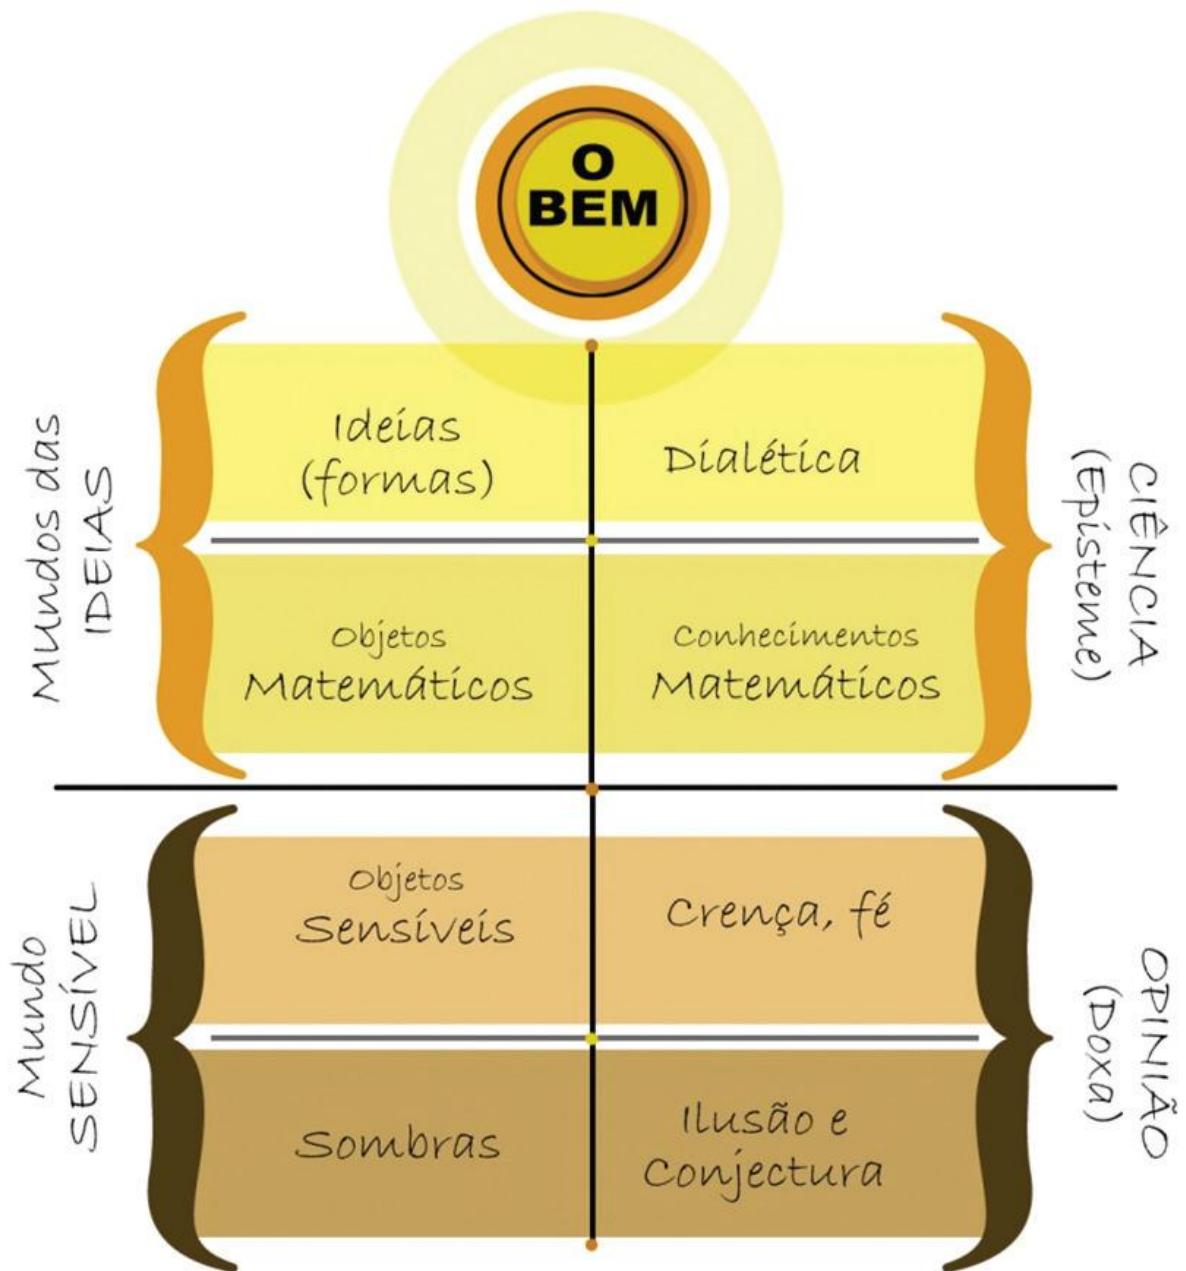 O
BEM
Mundos das
IDEIAS
Ideias
(formas)
Dialética
CIÊNCIA
(Episteme)
Objetos
Matemáticos
Conhecimentos
Matemáticos
Mundo
SENSÍVEL
Objetos
Sensíveis
Crença, fé
OPINIÃO
(Doxa)
Sombras
Ilusão e
Conjectura